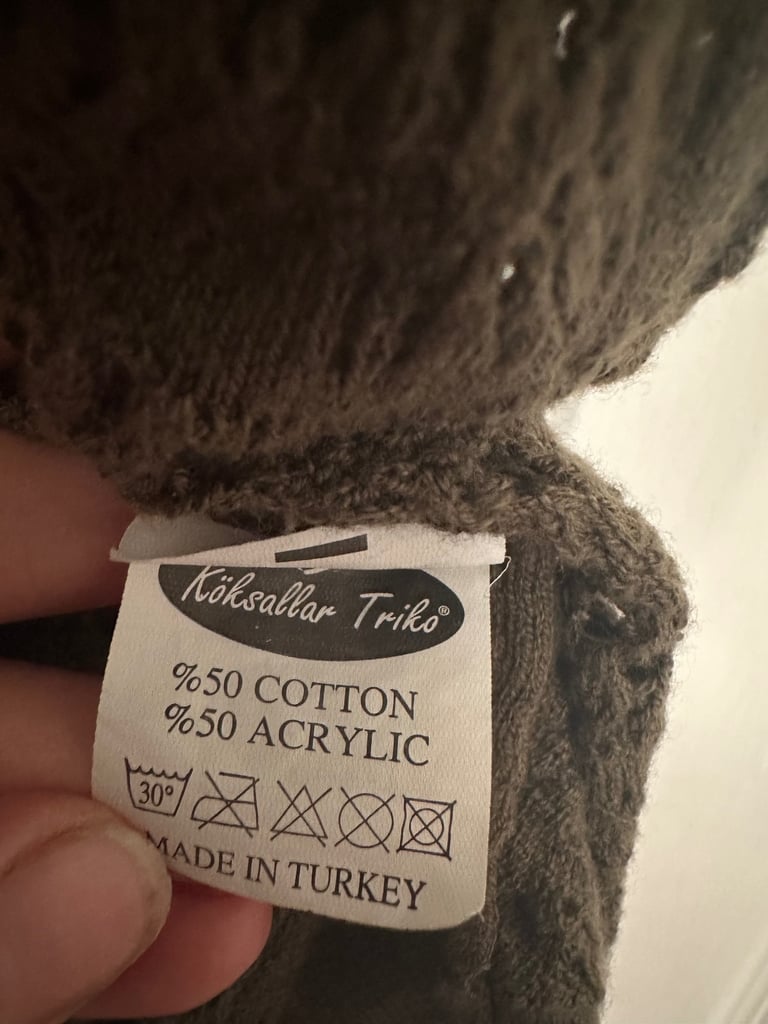 Köksallar Triko®
%50 COTTON
%50 ACRYLIC
30°
MADE IN TURKEY